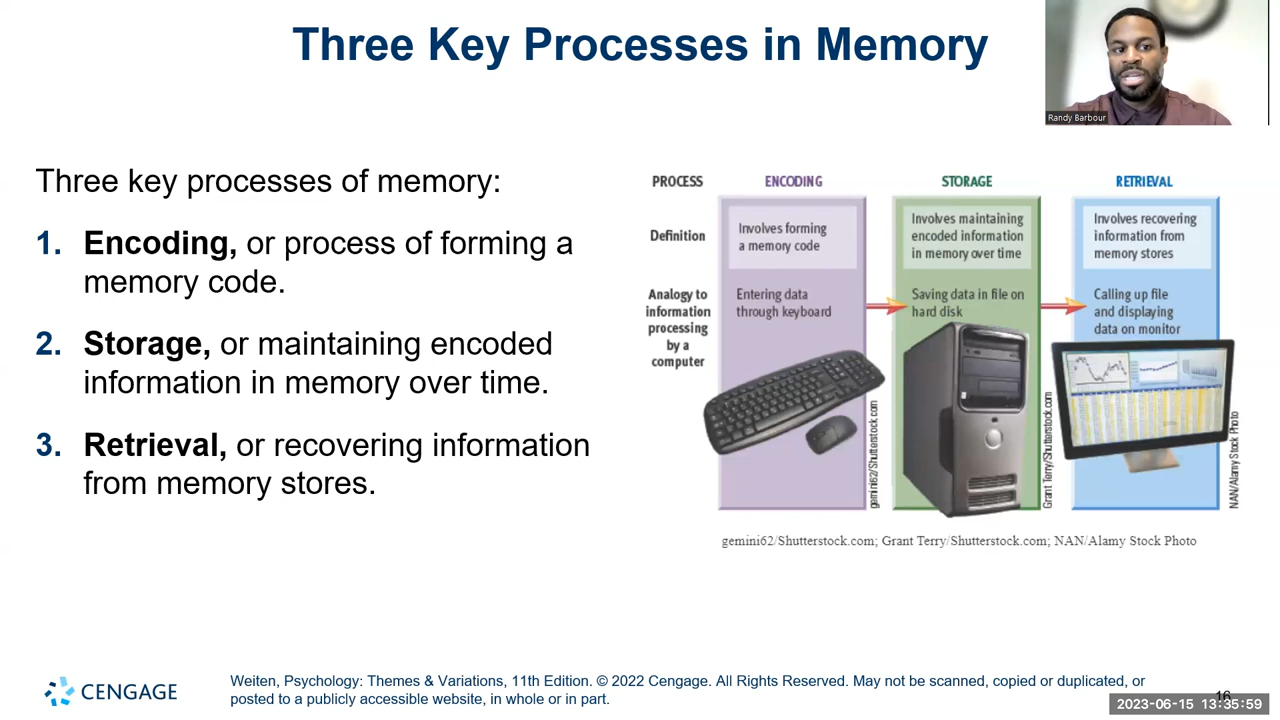 Three Key Processes in Memory
Randy Barbour
Three key processes of memory:
1. Encoding, or process of forming a
memory code.
2. Storage, or maintaining encoded
information in memory over time.
3. Retrieval, or recovering information
from memory stores.
PROCESS ENCODING STORAGE RETRIEVAL
Definition
Involves forming
a memory code
Involves maintaining
encoded information
in memory over time
Involves recovering
information from
memory stores
Analogy to
information
processing
by a
computer
Entering data
through keyboard
Saving data in file on
hard disk
Calling up file
and displaying
data on monitor
gemini62/Shutterstock.com
Grant Terry/Shutterstock.com
NAN/Alamy Stock Photo
gemini62/Shutterstock.com; Grant Terry/Shutterstock.com; NAN/Alamy Stock Photo
CENGAGE
Weiten, Psychology: Themes & Variations, 11th Edition. © 2022 Cengage. All Rights Reserved. May not be scanned, copied or duplicated, or
posted to a publicly accessible website, in whole or in part.
16
2023-06-15 13:35:59